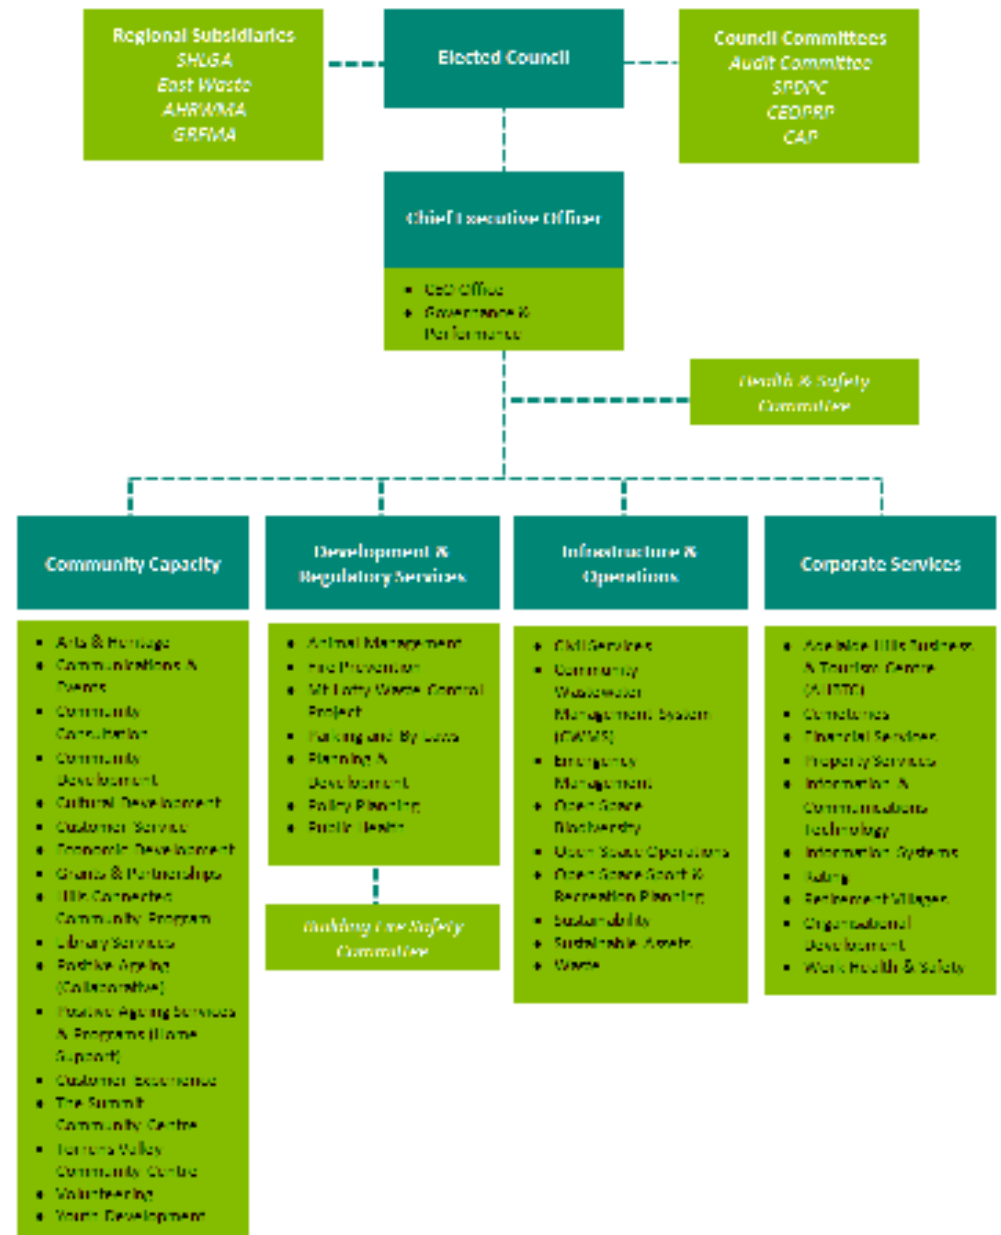 Regional Subsidiaries
SHLGA
East Waste
AHRWMA
GRFMA
Elected Council
Council Committees
Audit Committee
SPDPC
CEOPRP
CAP
Chief Executive Officer
• CEO Office
• Governance &
Performance
Health & Safety
Committee
Community Capacity
• Arts & Heritage
• Communications &
Events
• Community
Consultation
• Community
Development
• Cultural Development
• Customer Service
• Economic Development
• Grants & Partnerships
• Hills Connected
Community Program
• Library Services
• Positive Ageing
(Collaborative)
• Positive Ageing Services
& Programs (Home
Support)
• Customer Experience
• The Summit
Community Centre
• Torrens Valley
Community Centre
• Volunteering
• Youth Development
Development &
Regulatory Services
• Animal Management
• Fire Prevention
• Mt Lofty Waste Control
Project
• Parking and By-Laws
• Planning &
Development
• Policy Planning
• Public Health
Building Fire Safety
Committee
Infrastructure &
Operations
• Civil Services
• Community
Wastewater
Management System
(CWMS)
• Emergency
Management
• Open Space
Biodiversity
• Open Space Operations
• Open Space Sport &
Recreation Planning
• Sustainability
• Sustainable Assets
• Waste
Corporate Services
• Adelaide Hills Business
& Tourism Centre
(AHBTC)
• Cemeteries
• Financial Services
• Property Services
• Information &
Communications
Technology
• Information Systems
• Rating
• Retirement Villages
• Organisational
Development
• Work Health & Safety